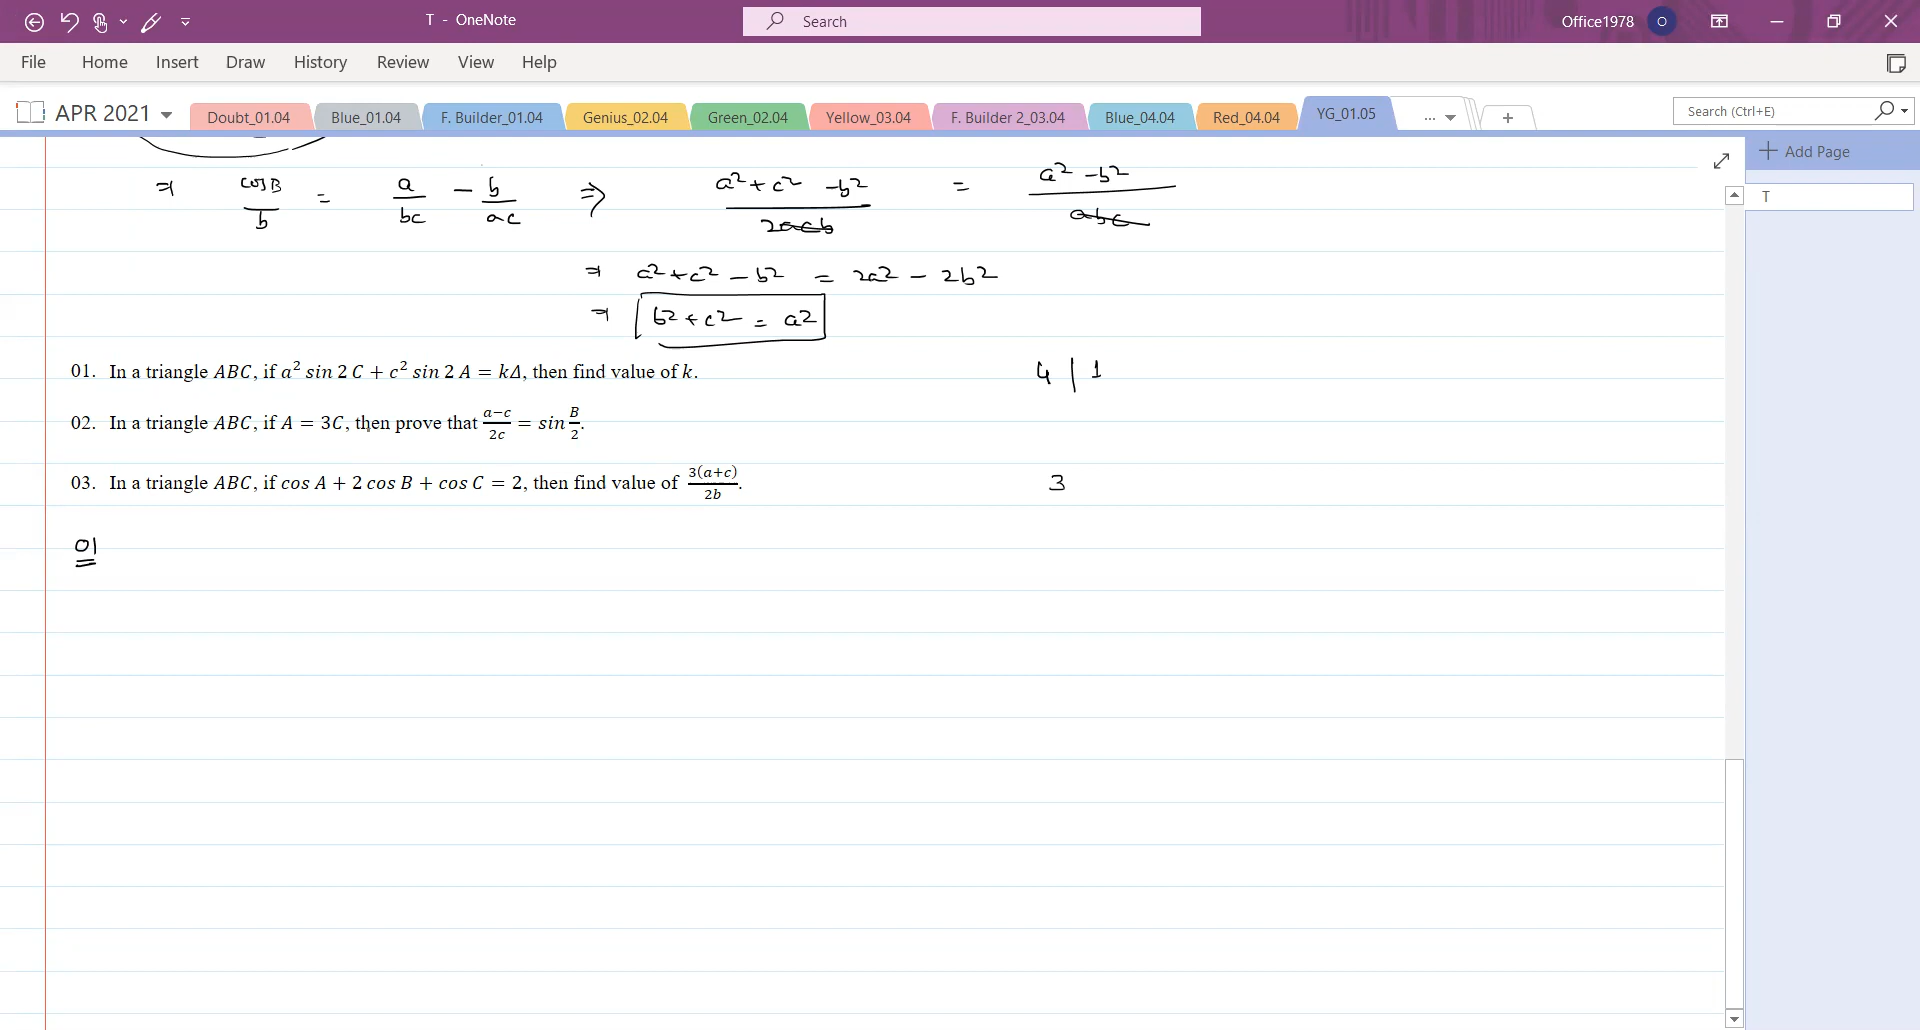 T - OneNote
Search
Office1978
O
File Home Insert Draw History Review View Help
APR 2021
Doubt_01.04 Blue_01.04 F. Builder_01.04 Genius_02.04 Green_02.04 Yellow_03.04 F. Builder 2_03.04 Blue_04.04 Red_04.04 YG_01.05 ... +
Search (Ctrl+E)
Add Page
T
⇒ cosB/b = a/bc − b/ac ⇒ (a²+c²−b²)/2acb = (a²−b²)/abc
⇒ a²+c²−b² = 2a² − 2b²
⇒ b²+c² = a²
01. In a triangle ABC, if a² sin 2 C + c² sin 2 A = kΔ, then find value of k. 4 | 1
02. In a triangle ABC, if A = 3C, then prove that (a−c)/2c = sin B/2.
03. In a triangle ABC, if cos A + 2 cos B + cos C = 2, then find value of 3(a+c)/2b. 3
01